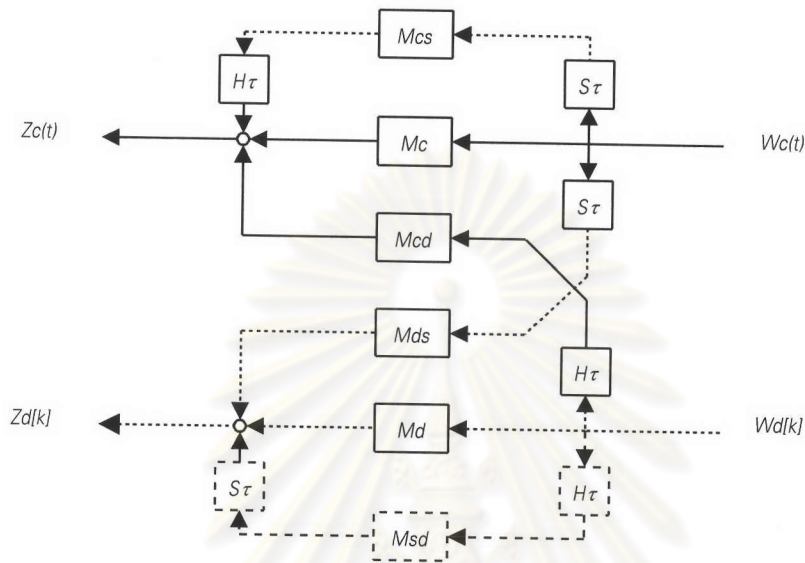 Mcs
Hτ
Sτ
Zc(t)
Mc
Wc(t)
Sτ
Mcd
Mds
Hτ
Zd[k]
Md
Wd[k]
Sτ
Hτ
Msd